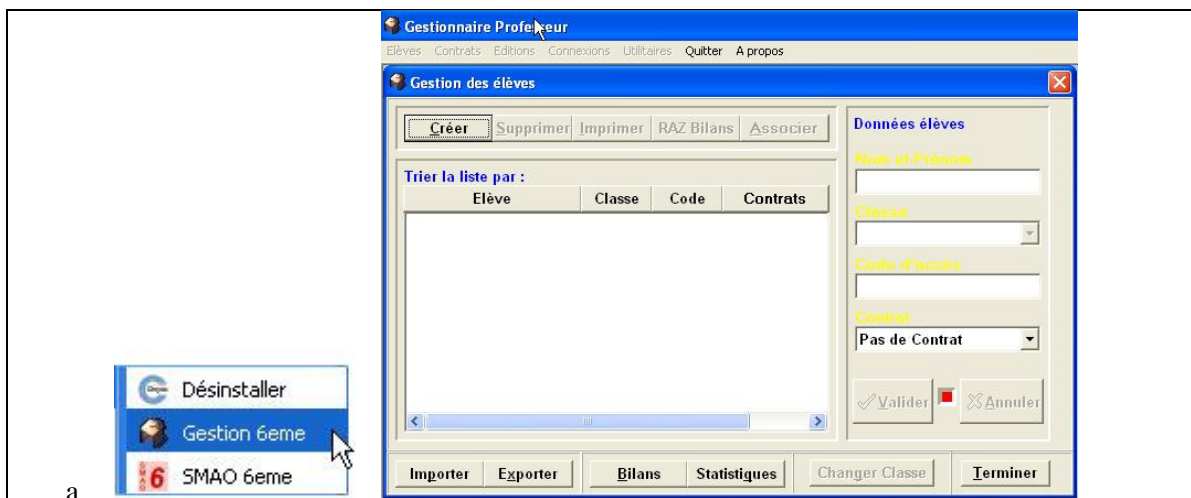 Gestionnaire Professeur
Elèves Contrats Editions Connexions Utilitaires Quitter A propos
Gestion des élèves
Créer Supprimer Imprimer RAZ Bilans Associer
Données élèves
Nom et Prénom
Trier la liste par :
Elève Classe Code Contrats
Classe
Code d'accès
Contrat
Pas de Contrat
Valider Annuler
Importer Exporter Bilans Statistiques Changer Classe Terminer
Désinstaller
Gestion 6eme
6 SMAO 6eme
a